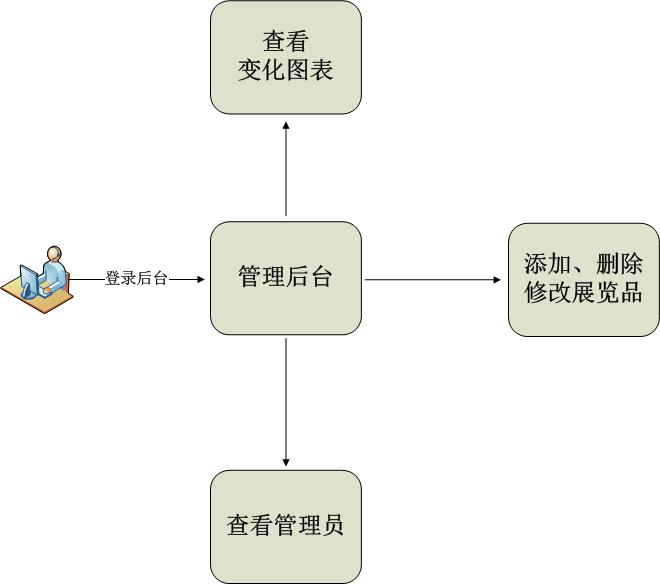 查看
变化图表
登录后台
管理后台
添加、删除
修改展览品
查看管理员